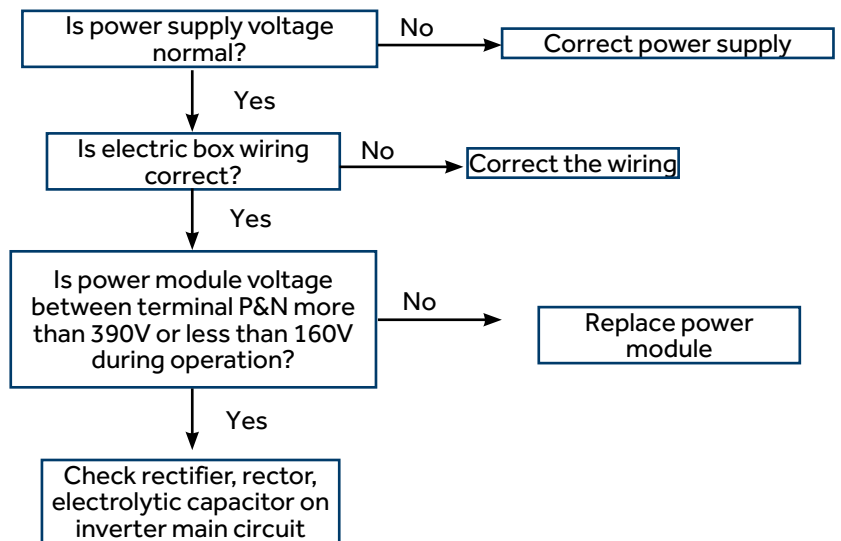 Is power supply voltage
normal?
No
Correct power supply
Yes
Is electric box wiring
correct?
No
Correct the wiring
Yes
Is power module voltage
between terminal P&N more
than 390V or less than 160V
during operation?
No
Replace power
module
Yes
Check rectifier, rector,
electrolytic capacitor on
inverter main circuit